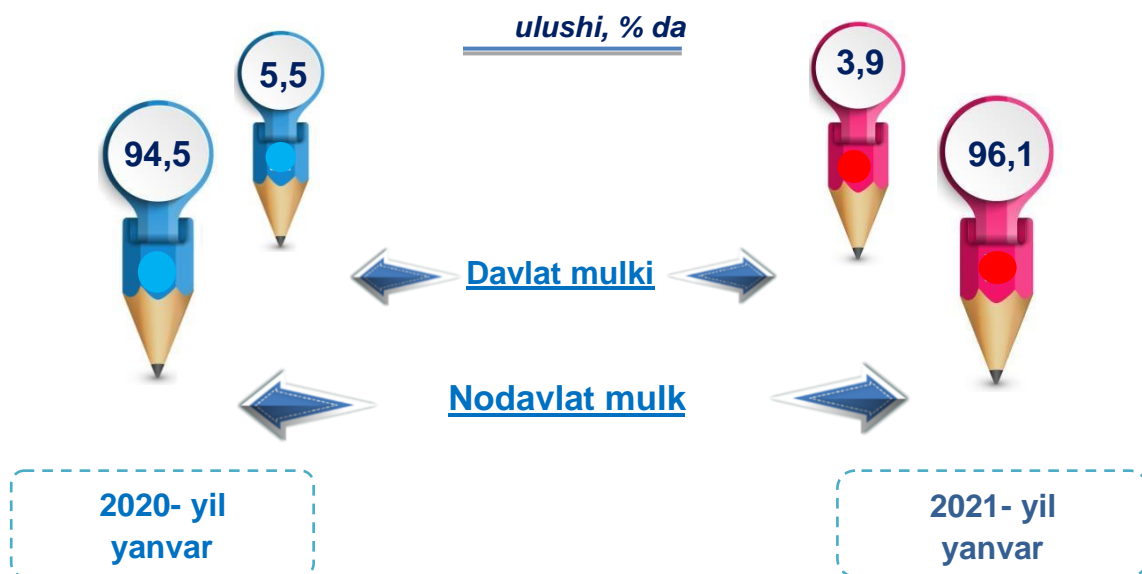 ulushi, % da
5,5
3,9
94,5
96,1
Davlat mulki
Nodavlat mulk
2020- yil
yanvar
2021- yil
yanvar